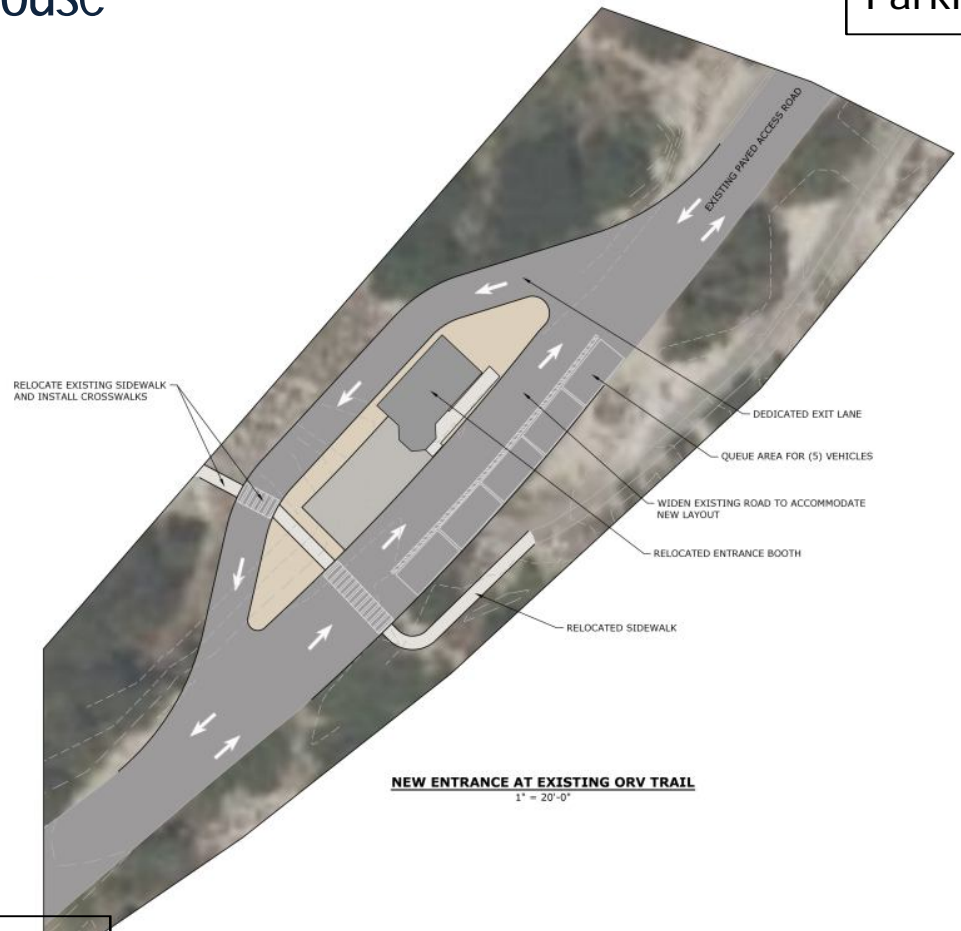 EXISTING PAVED ACCESS ROAD
RELOCATE EXISTING SIDEWALK
AND INSTALL CROSSWALKS
DEDICATED EXIT LANE
QUEUE AREA FOR (5) VEHICLES
WIDEN EXISTING ROAD TO ACCOMMODATE
NEW LAYOUT
RELOCATED ENTRANCE BOOTH
RELOCATED SIDEWALK
NEW ENTRANCE AT EXISTING ORV TRAIL
1" = 20'-0"